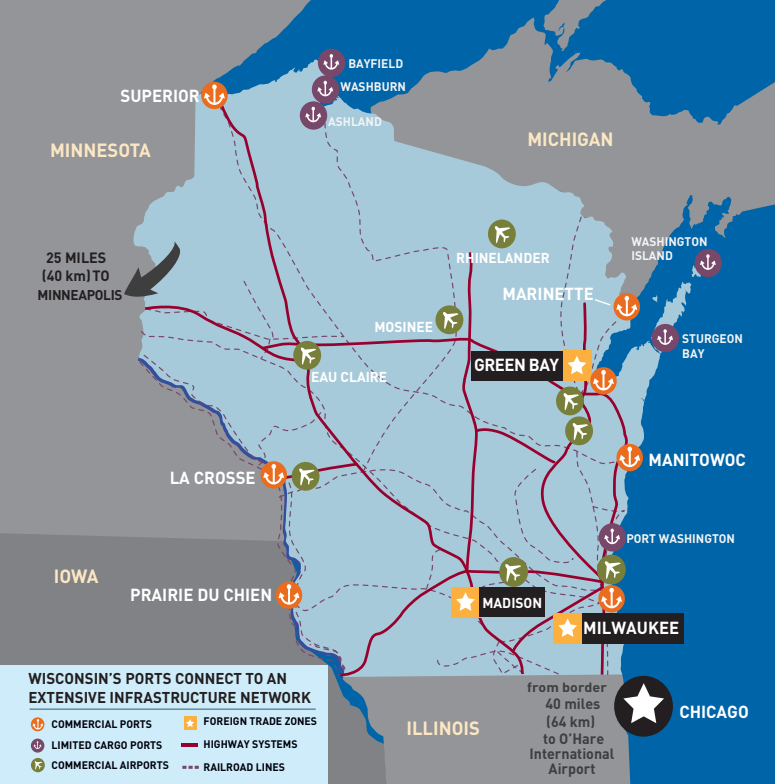 BAYFIELD
WASHBURN
SUPERIOR
ASHLAND
MINNESOTA
MICHIGAN
25 MILES
(40 km) TO
MINNEAPOLIS
RHINELANDER
WASHINGTON
ISLAND
MARINETTE
MOSINEE
STURGEON
BAY
GREEN BAY
EAU CLAIRE
MANITOWOC
LA CROSSE
PORT WASHINGTON
IOWA
PRAIRIE DU CHIEN
MADISON
MILWAUKEE
WISCONSIN'S PORTS CONNECT TO AN
EXTENSIVE INFRASTRUCTURE NETWORK
COMMERCIAL PORTS
LIMITED CARGO PORTS
COMMERCIAL AIRPORTS
FOREIGN TRADE ZONES
HIGHWAY SYSTEMS
RAILROAD LINES
ILLINOIS
from border
40 miles
(64 km)
to O'Hare
International
Airport
CHICAGO